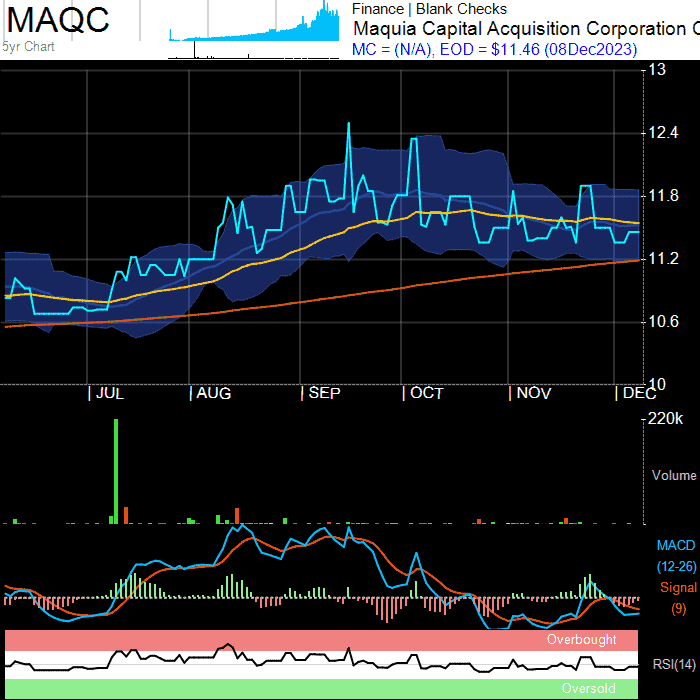 MAQC
5yr Chart
Finance | Blank Checks
Maquia Capital Acquisition Corporation C
MC = (N/A), EOD = $11.46 (08Dec2023)
13
12.4
11.8
11.2
10.6
10
JUL AUG SEP OCT NOV DEC
220k
Volume
MACD
(12-26)
Signal
(9)
Overbought
RSI(14)
Oversold